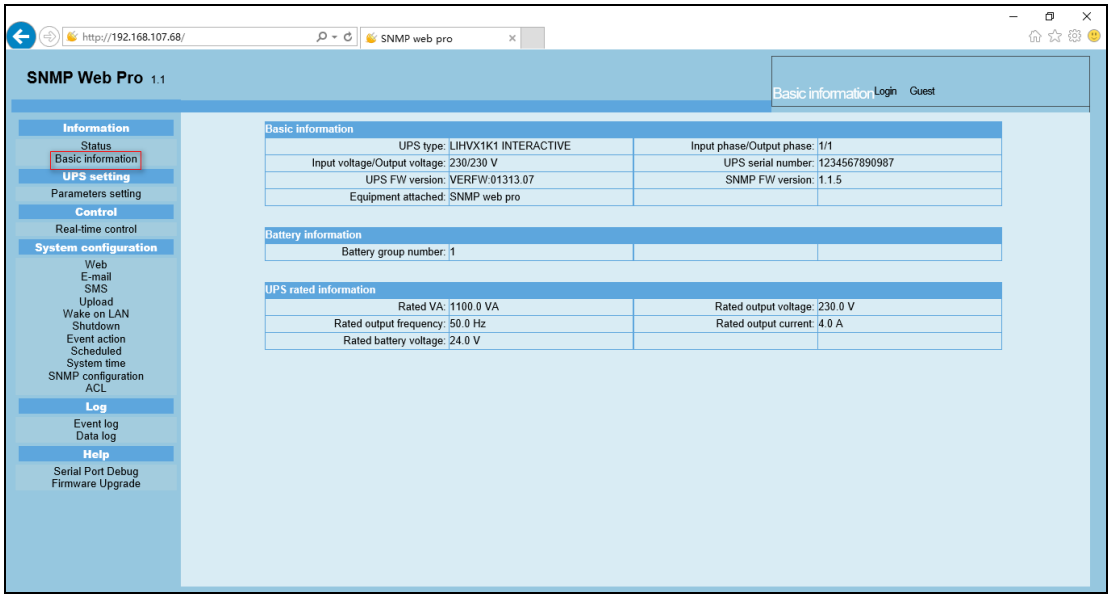 http://192.168.107.68/
SNMP web pro
SNMP Web Pro 1.1
Basic information Login Guest
Information
Status
Basic information
UPS setting
Parameters setting
Control
Real-time control
System configuration
Web
E-mail
SMS
Upload
Wake on LAN
Shutdown
Event action
Scheduled
System time
SNMP configuration
ACL
Log
Event log
Data log
Help
Serial Port Debug
Firmware Upgrade
Basic information
UPS type: LIHVX1K1 INTERACTIVE Input phase/Output phase: 1/1
Input voltage/Output voltage: 230/230 V UPS serial number: 1234567890987
UPS FW version: VERFW:01313.07 SNMP FW version: 1.1.5
Equipment attached: SNMP web pro
Battery information
Battery group number: 1
UPS rated information
Rated VA: 1100.0 VA Rated output voltage: 230.0 V
Rated output frequency: 50.0 Hz Rated output current: 4.0 A
Rated battery voltage: 24.0 V